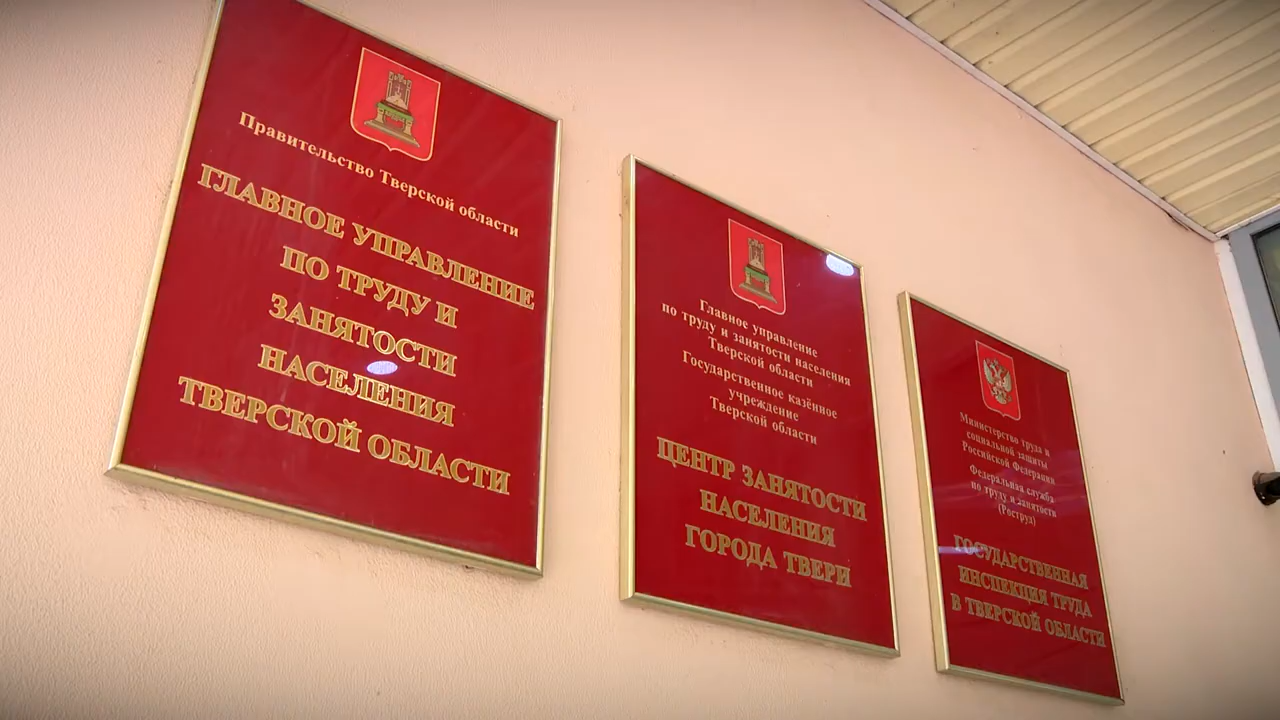 Правительство Тверской области
ГЛАВНОЕ УПРАВЛЕНИЕ
ПО ТРУДУ И
ЗАНЯТОСТИ
НАСЕЛЕНИЯ
ТВЕРСКОЙ ОБЛАСТИ
Главное управление
по труду и занятости населения
Тверской области
Государственное казённое
учреждение
Тверской области
ЦЕНТР ЗАНЯТОСТИ
НАСЕЛЕНИЯ
ГОРОДА ТВЕРИ
Министерство труда и
социальной защиты
Российской Федерации
Федеральная служба
по труду и занятости
(Роструд)
ГОСУДАРСТВЕННАЯ
ИНСПЕКЦИЯ ТРУДА
В ТВЕРСКОЙ ОБЛАСТИ